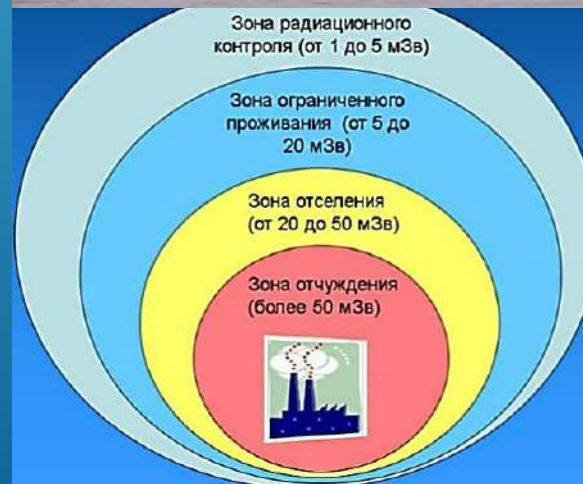 Зона радиационного
контроля (от 1 до 5 мЗв)
Зона ограниченного
проживания (от 5 до
20 мЗв)
Зона отселения
(от 20 до 50 мЗв)
Зона отчуждения
(более 50 мЗв)